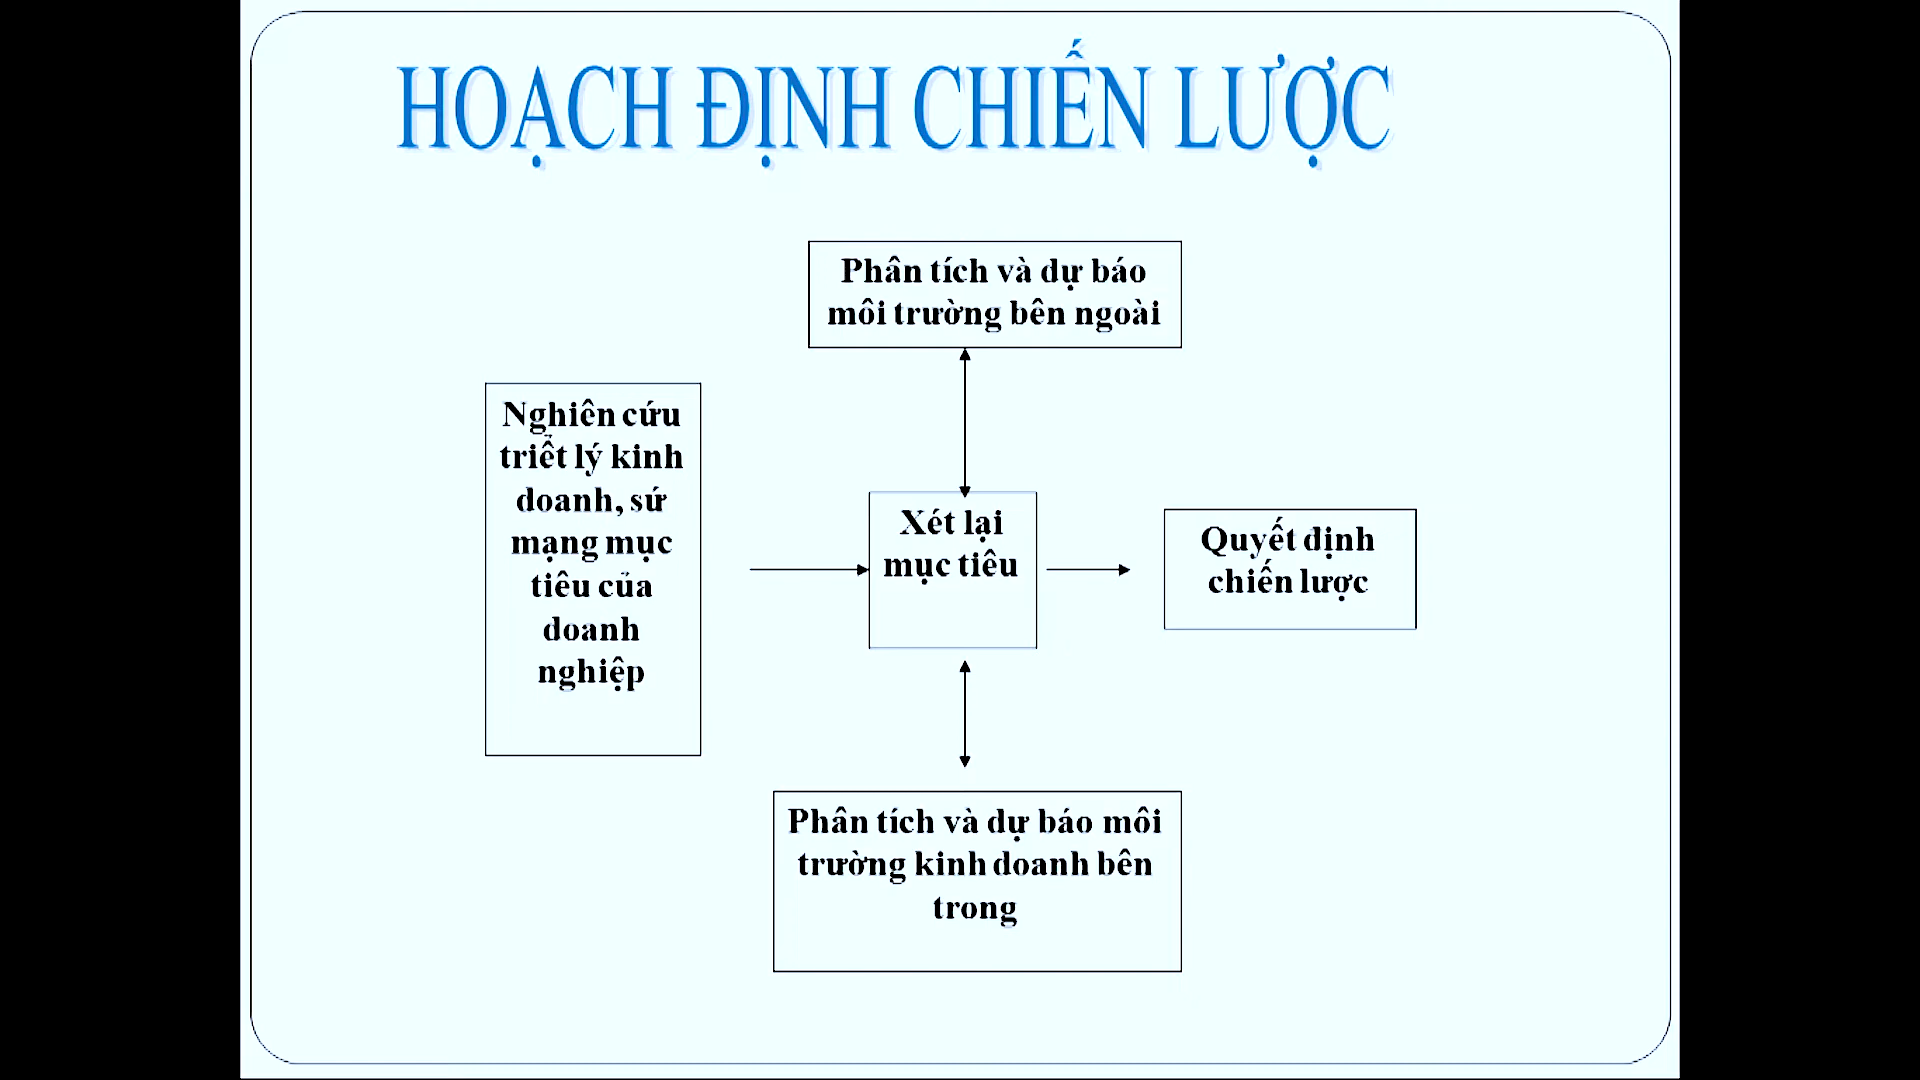 HOẠCH ĐỊNH CHIẾN LƯỢC
Phân tích và dự báo
môi trường bên ngoài
Nghiên cứu
triết lý kinh
doanh, sứ
mạng mục
tiêu của
doanh
nghiệp
Xét lại
mục tiêu
Quyết định
chiến lược
Phân tích và dự báo môi
trường kinh doanh bên
trong